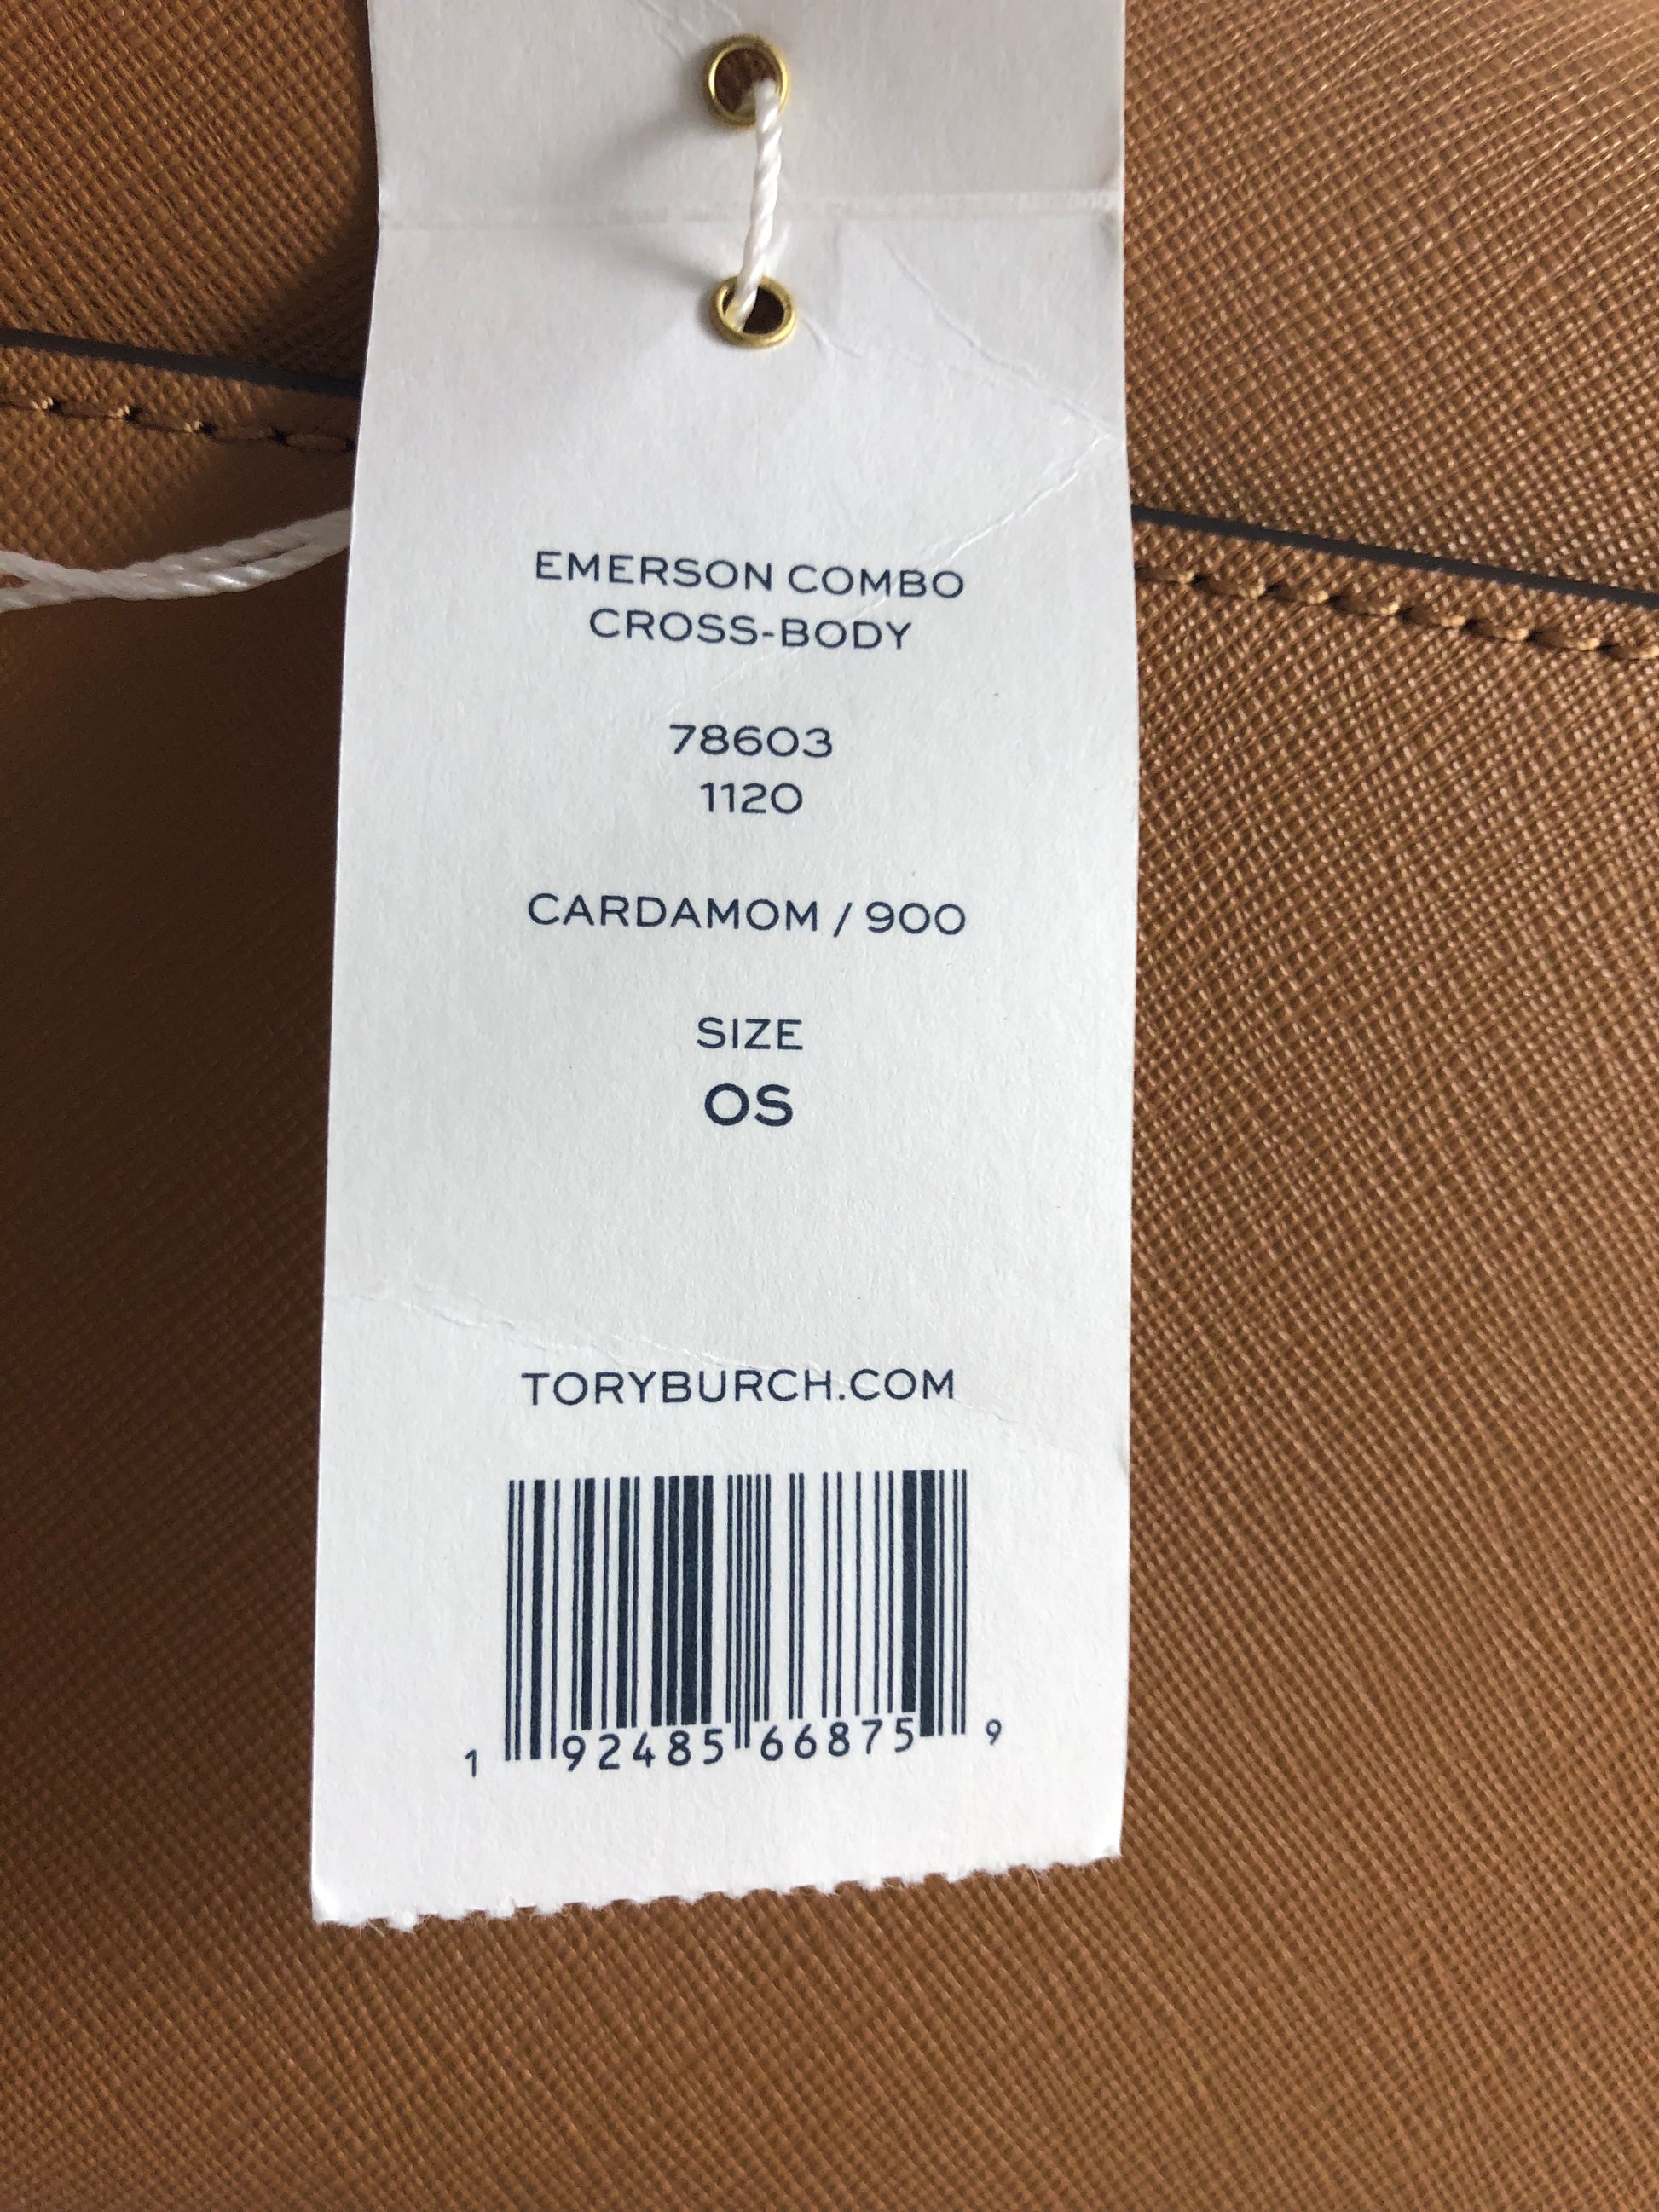 EMERSON COMBO
CROSS-BODY
78603
1120
CARDAMOM / 900
SIZE
OS
TORYBURCH.COM
1 92485 66875 9